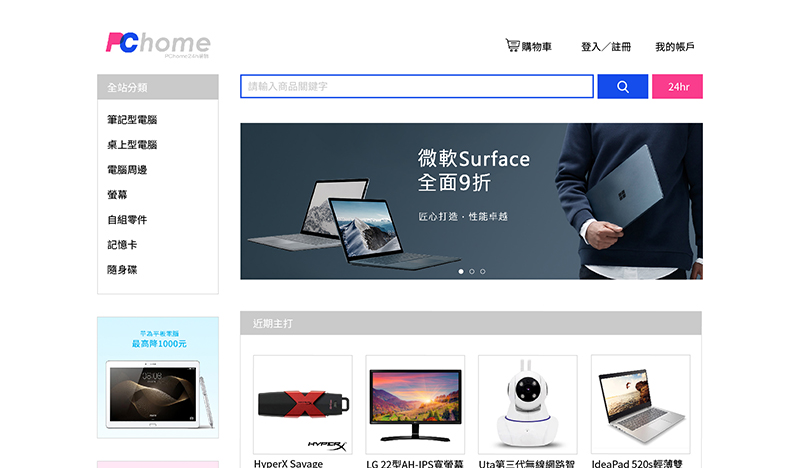 PChome
PChome24h購物
購物車
登入／註冊
我的帳戶
全站分類
請輸入商品關鍵字
24hr
筆記型電腦
桌上型電腦
電腦周邊
螢幕
自組零件
記憶卡
隨身碟
微軟Surface
全面9折
匠心打造・性能卓越
華為平板電腦
最高降1000元
08:08
近期主打
HYPERX
HyperX Savage
LG 22型AH-IPS寬螢幕
Uta第三代無線網路智
IdeaPad 520s輕薄雙